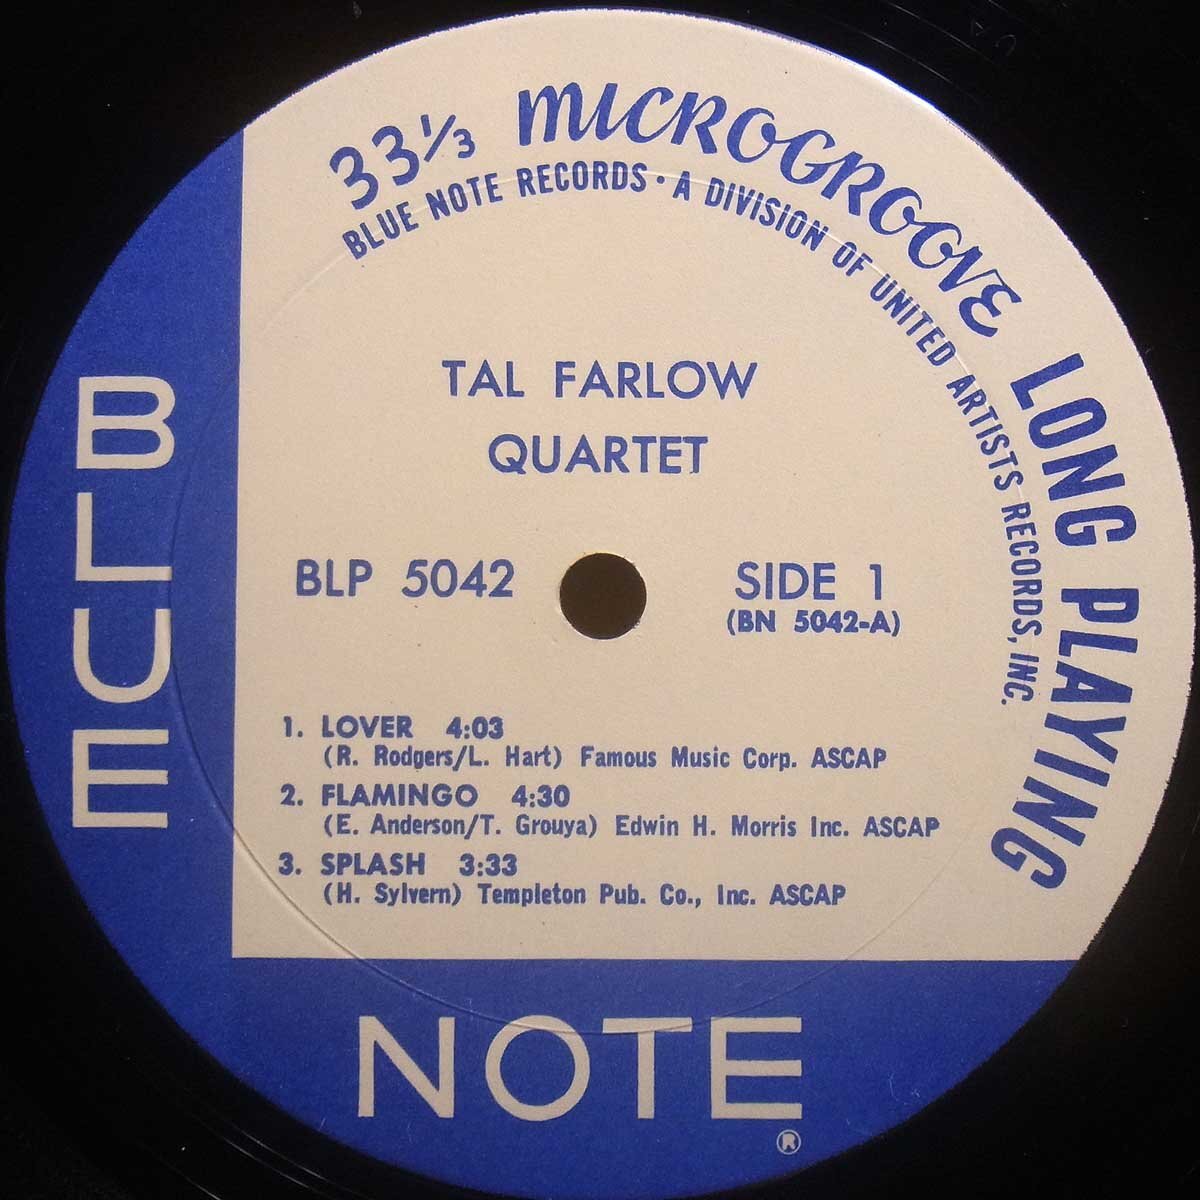 33 1/3 MICROGROOVE LONG PLAYING
BLUE NOTE RECORDS · A DIVISION OF UNITED ARTISTS RECORDS, INC.
TAL FARLOW
QUARTET
BLP 5042
SIDE 1
(BN 5042-A)
1. LOVER 4:03
(R. Rodgers/L. Hart) Famous Music Corp. ASCAP
2. FLAMINGO 4:30
(E. Anderson/T. Grouya) Edwin H. Morris Inc. ASCAP
3. SPLASH 3:33
(H. Sylvern) Templeton Pub. Co., Inc. ASCAP
BLUE
NOTE
®